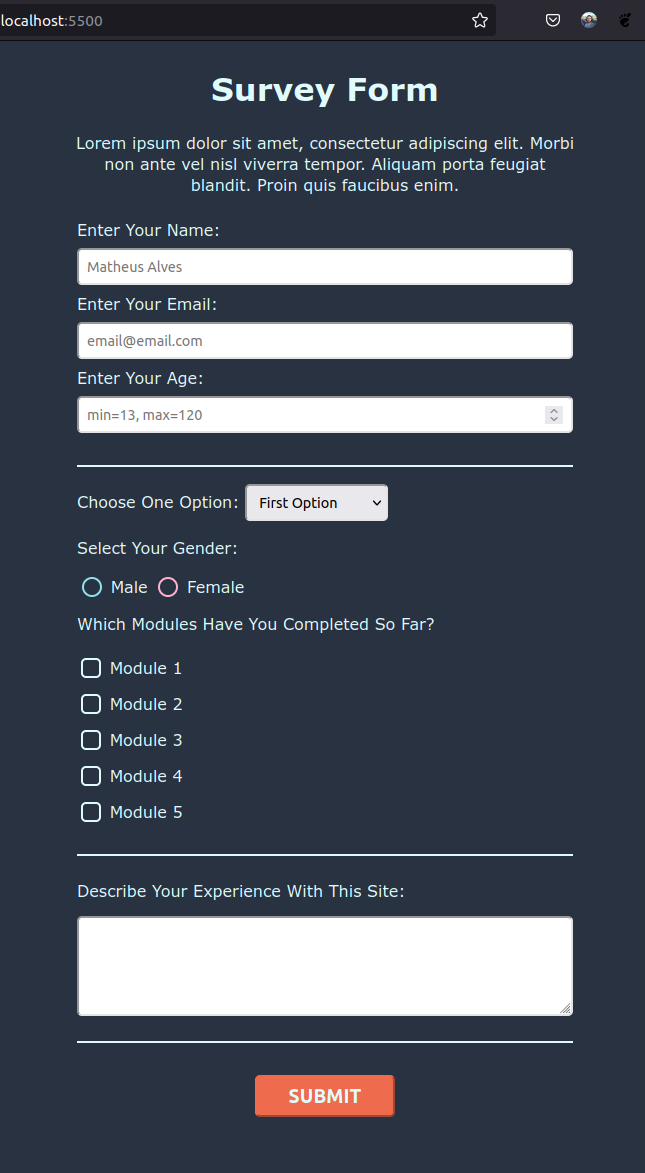 localhost:5500
Survey Form
Lorem ipsum dolor sit amet, consectetur adipiscing elit. Morbi
non ante vel nisl viverra tempor. Aliquam porta feugiat
blandit. Proin quis faucibus enim.
Enter Your Name:
Matheus Alves
Enter Your Email:
email@email.com
Enter Your Age:
min=13, max=120
Choose One Option: First Option
Select Your Gender:
Male Female
Which Modules Have You Completed So Far?
Module 1
Module 2
Module 3
Module 4
Module 5
Describe Your Experience With This Site:
SUBMIT